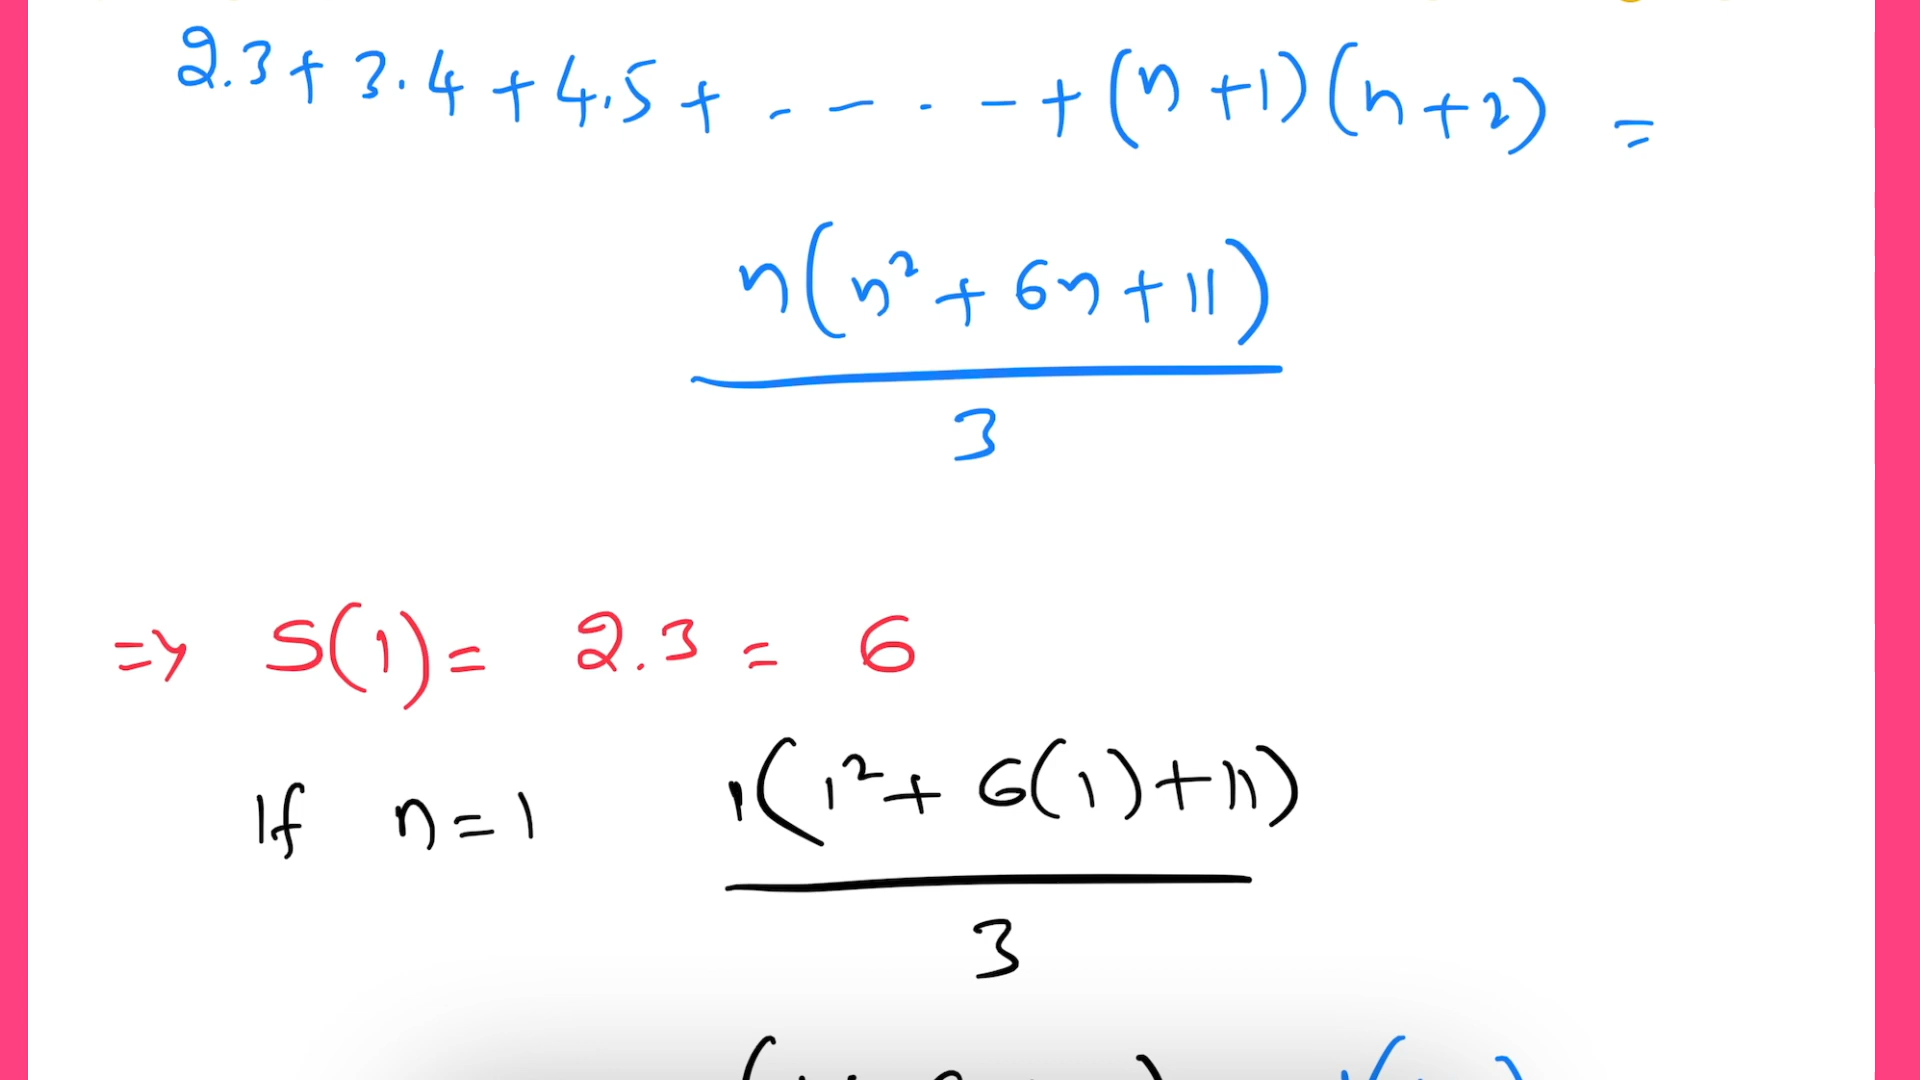 2.3 + 3.4 + 4.5 + . - . - + (n+1)(n+2) =
n(n² + 6n + 11)
3
=> S(1) = 2.3 = 6
If n = 1 1(1² + 6(1) + 11)
3